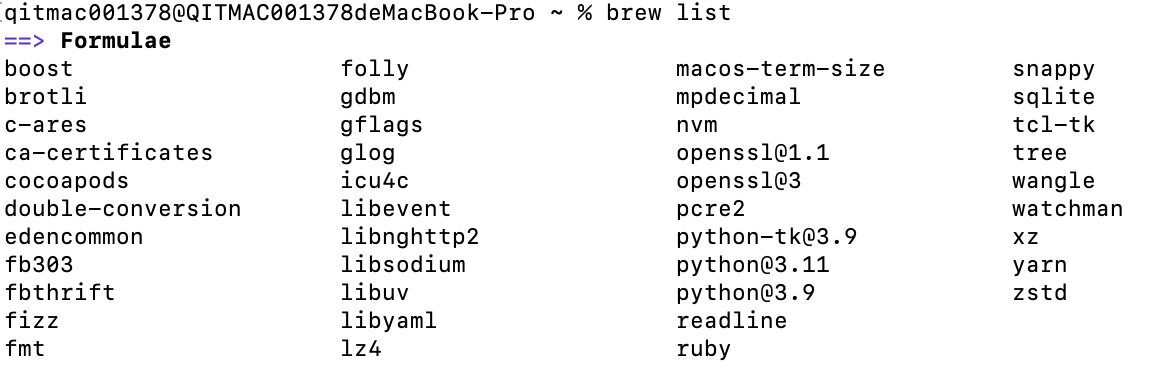 qitmac001378@QITMAC001378deMacBook-Pro ~ % brew list
==> Formulae
boost folly macos-term-size snappy
brotli gdbm mpdecimal sqlite
c-ares gflags nvm tcl-tk
ca-certificates glog openssl@1.1 tree
cocoapods icu4c openssl@3 wangle
double-conversion libevent pcre2 watchman
edencommon libnghttp2 python-tk@3.9 xz
fb303 libsodium python@3.11 yarn
fbthrift libuv python@3.9 zstd
fizz libyaml readline
fmt lz4 ruby